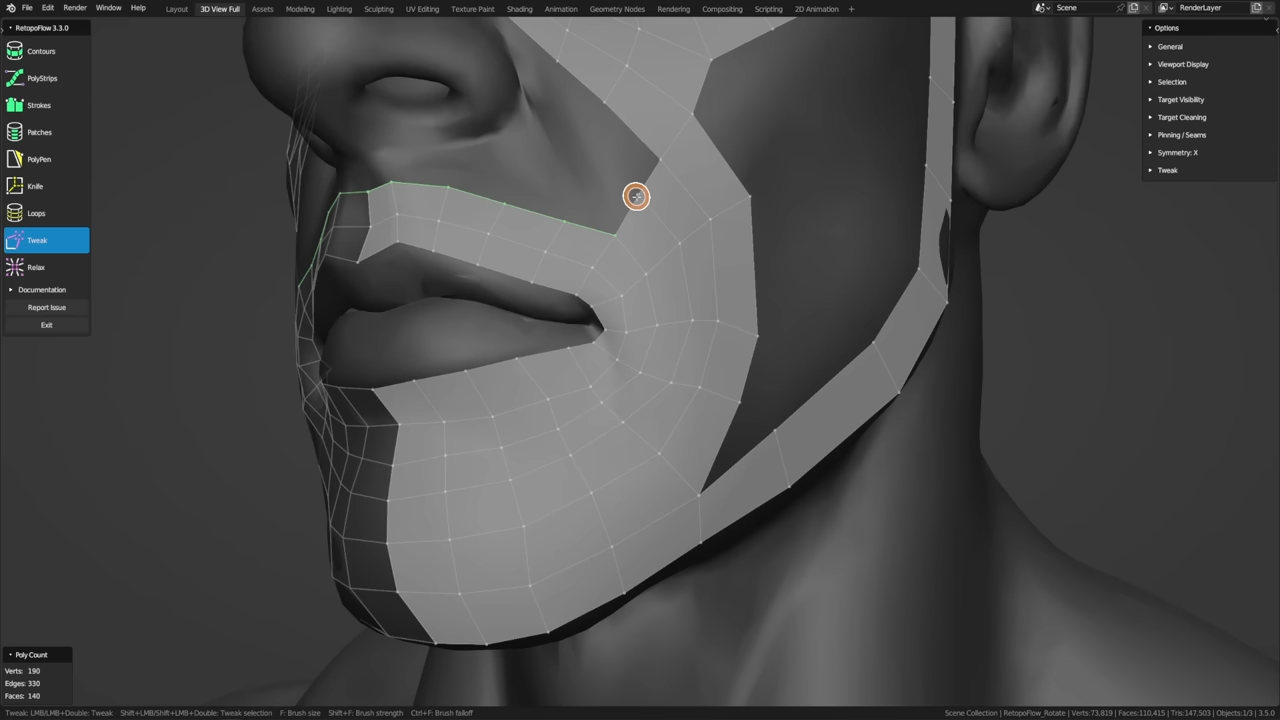 File Edit Render Window Help Layout 3D View Full Assets Animation Modeling Lighting Sculpting UV Editing Texture Paint Shading Geometry Nodes Rendering Compositing Scripting 2D Animation + Scene RenderLayer
RetopoFlow 3.3.0
Contours
PolyStrips
Strokes
Patches
PolyPen
Knife
Loops
Tweak
Relax
Documentation
Report Issue
Exit
Options
General
Viewport Display
Selection
Target Visibility
Target Cleaning
Pinning / Seams
Symmetry: X
Tweak
Poly Count
Verts: 190
Edges: 330
Faces: 140
Tweak: LMB/LMB+Double: Tweak Shift+LMB/Shift+LMB+Double: Tweak selection F: Brush size Shift+F: Brush strength Ctrl+F: Brush falloff Scene Collection | RetopoFlow_Rotate | Verts:73,819 | Faces:110,415 | Tris:147,503 | Objects:1/3 | 3.5.0